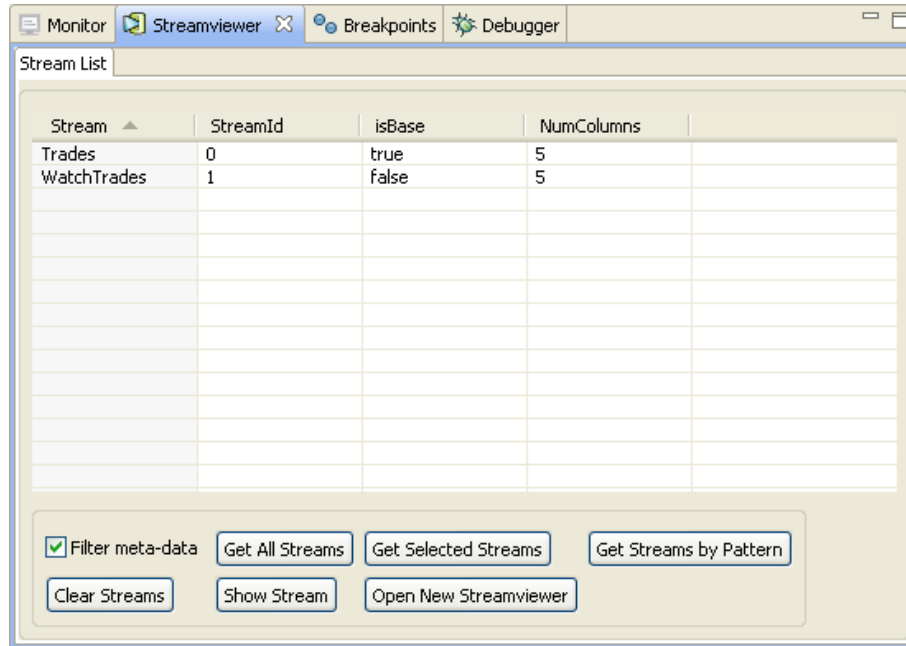 Monitor Streamviewer Breakpoints Debugger
Stream List
Stream StreamId isBase NumColumns
Trades 0 true 5
WatchTrades 1 false 5
Filter meta-data Get All Streams Get Selected Streams Get Streams by Pattern
Clear Streams Show Stream Open New Streamviewer